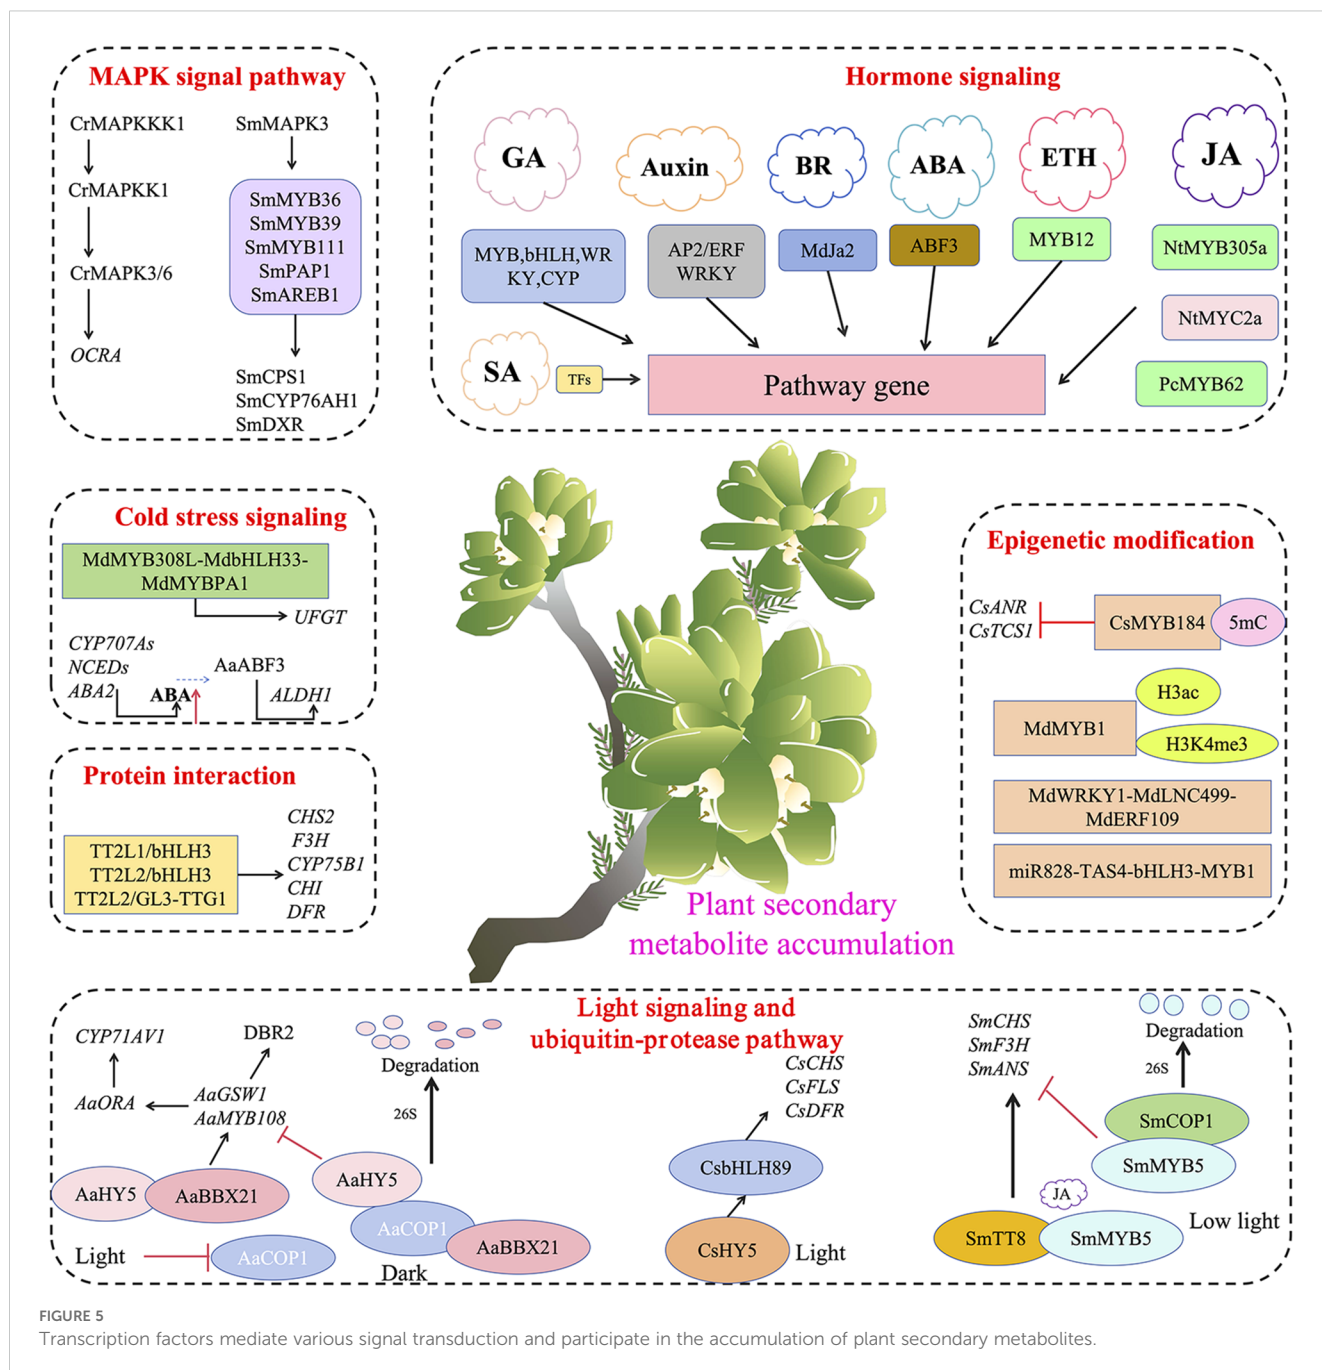 MAPK signal pathway
CrMAPKKK1
CrMAPKK1
CrMAPK3/6
OCRA
SmMAPK3
SmMYB36
SmMYB39
SmMYB111
SmPAP1
SmAREB1
SmCPS1
SmCYP76AH1
SmDXR
Hormone signaling
GA
Auxin
BR
ABA
ETH
JA
MYB,bHLH,WR
KY,CYP
AP2/ERF
WRKY
MdJa2
ABF3
MYB12
NtMYB305a
NtMYC2a
PcMYB62
SA
TFs
Pathway gene
Cold stress signaling
MdMYB308L-MdbHLH33-
MdMYBPA1
UFGT
CYP707As
NCEDs
ABA2
ABA
AaABF3
ALDH1
Protein interaction
TT2L1/bHLH3
TT2L2/bHLH3
TT2L2/GL3-TTG1
CHS2
F3H
CYP75B1
CHI
DFR
Epigenetic modification
CsANR
CsTCS1
CsMYB184
5mC
MdMYB1
H3ac
H3K4me3
MdWRKY1-MdLNC499-
MdERF109
miR828-TAS4-bHLH3-MYB1
Plant secondary
metabolite accumulation
Light signaling and
ubiquitin-protease pathway
CYP71AV1
DBR2
AaORA
AaGSW1
AaMYB108
AaHY5
AaBBX21
Light
AaCOP1
Degradation
26S
AaHY5
AaCOP1
AaBBX21
Dark
CsCHS
CsFLS
CsDFR
CsbHLH89
CsHY5
Light
SmCHS
SmF3H
SmANS
Degradation
26S
SmCOP1
SmMYB5
JA
SmTT8
SmMYB5
Low light
FIGURE 5
Transcription factors mediate various signal transduction and participate in the accumulation of plant secondary metabolites.